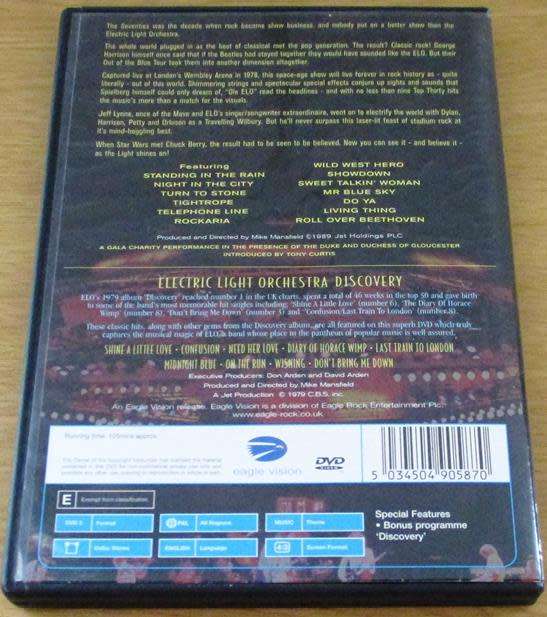 The Seventies was the decade when rock became show business, and nobody put on a better show than the
Electric Light Orchestra.
The whole world plugged in as the best of classical met the pop generation. The result? Classic rock! George
Harrison himself once said that if the Beatles had stayed together they would have sounded like the ELO. But their
Out of the Blue Tour took them into another dimension altogether.
Captured live at London's Wembley Arena in 1978, this space-age show will live forever in rock history as - quite
literally - out of this world. Shimmering strings and spectacular special effects conjure up sights and sounds that
Spielberg himself could only dream of, "Oh ELO" read the headlines - and with no less than nine Top Thirty hits
the music's more than a match for the visuals.
Jeff Lynne, once of the Move and ELO's singer/songwriter extraordinaire, went on to electrify the world with Dylan,
Harrison, Petty and Orbison as a Travelling Wilbury. But he'll never surpass this laser-lit feast of stadium rock at
it's mind-boggling best.
When Star Wars met Chuck Berry, the result had to be seen to be believed. Now you can see it - and believe it -
as the Light shines on!
Featuring
STANDING IN THE RAIN
NIGHT IN THE CITY
TURN TO STONE
TIGHTROPE
TELEPHONE LINE
ROCKARIA
WILD WEST HERO
SHOWDOWN
SWEET TALKIN' WOMAN
MR BLUE SKY
DO YA
LIVING THING
ROLL OVER BEETHOVEN
Produced and Directed by Mike Mansfield ©1989 Jet Holdings PLC
A GALA CHARITY PERFORMANCE IN THE PRESENCE OF THE DUKE AND DUCHESS OF GLOUCESTER
INTRODUCED BY TONY CURTIS
ELECTRIC LIGHT ORCHESTRA DISCOVERY
ELO's 1979 album 'Discovery' reached number 1 in the UK charts, spent a total of 46 weeks in the top 50 and gave birth
to some of the band's most memorable hit singles including; 'Shine A Little Love' (number 6), 'The Diary Of Horace
Wimp' (number 8), 'Don't Bring Me Down' (number 3) and 'Confusion/Last Train To London' (number 8).
These classic hits, along with other gems from the Discovery album, are all featured on this superb DVD which truly
captures the musical magic of ELO, a band whose place in the pantheon of popular music is well assured.
SHINE A LITTLE LOVE · CONFUSION · NEED HER LOVE · DIARY OF HORACE WIMP · LAST TRAIN TO LONDON
MIDNIGHT BLUE · ON THE RUN · WISHING · DON'T BRING ME DOWN
Executive Producers: Don Arden and David Arden
Produced and Directed by Mike Mansfield
A Jet Production © 1979 C.B.S. inc.
An Eagle Vision release. Eagle Vision is a division of Eagle Rock Entertainment Plc.
www.eagle-rock.co.uk
Running time: 105mins approx.
eagle vision
DVD
VIDEO
5 034504 905870
E Exempt from classification
DVD 5 Format
PAL All Regions
MUSIC Theme
Dolby Stereo
ENGLISH Language
4:3 Screen Format
Special Features
• Bonus programme
'Discovery'